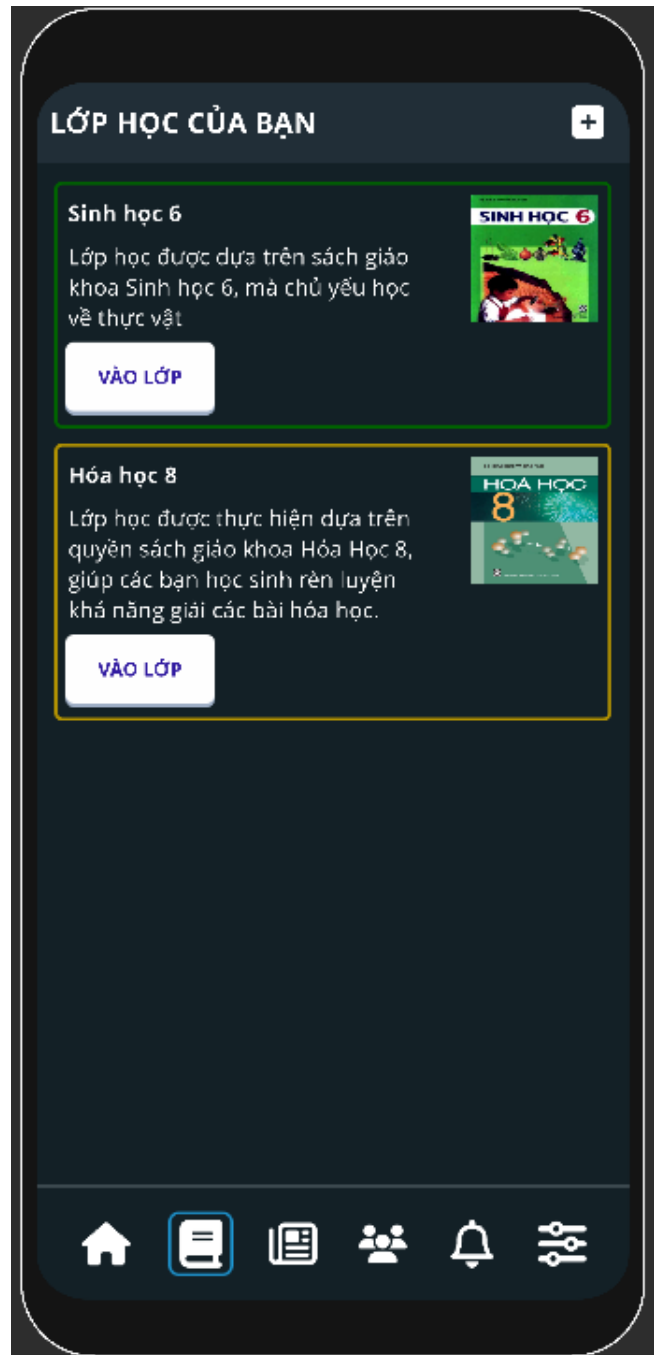 LỚP HỌC CỦA BẠN
Sinh học 6
SINH HỌC 6
Lớp học được dựa trên sách giáo
khoa Sinh học 6, mà chủ yếu học
về thực vật
VÀO LỚP
Hóa học 8
HOÁ HỌC
8
Lớp học được thực hiện dựa trên
quyển sách giáo khoa Hóa Học 8,
giúp các bạn học sinh rèn luyện
khả năng giải các bài hóa học.
VÀO LỚP